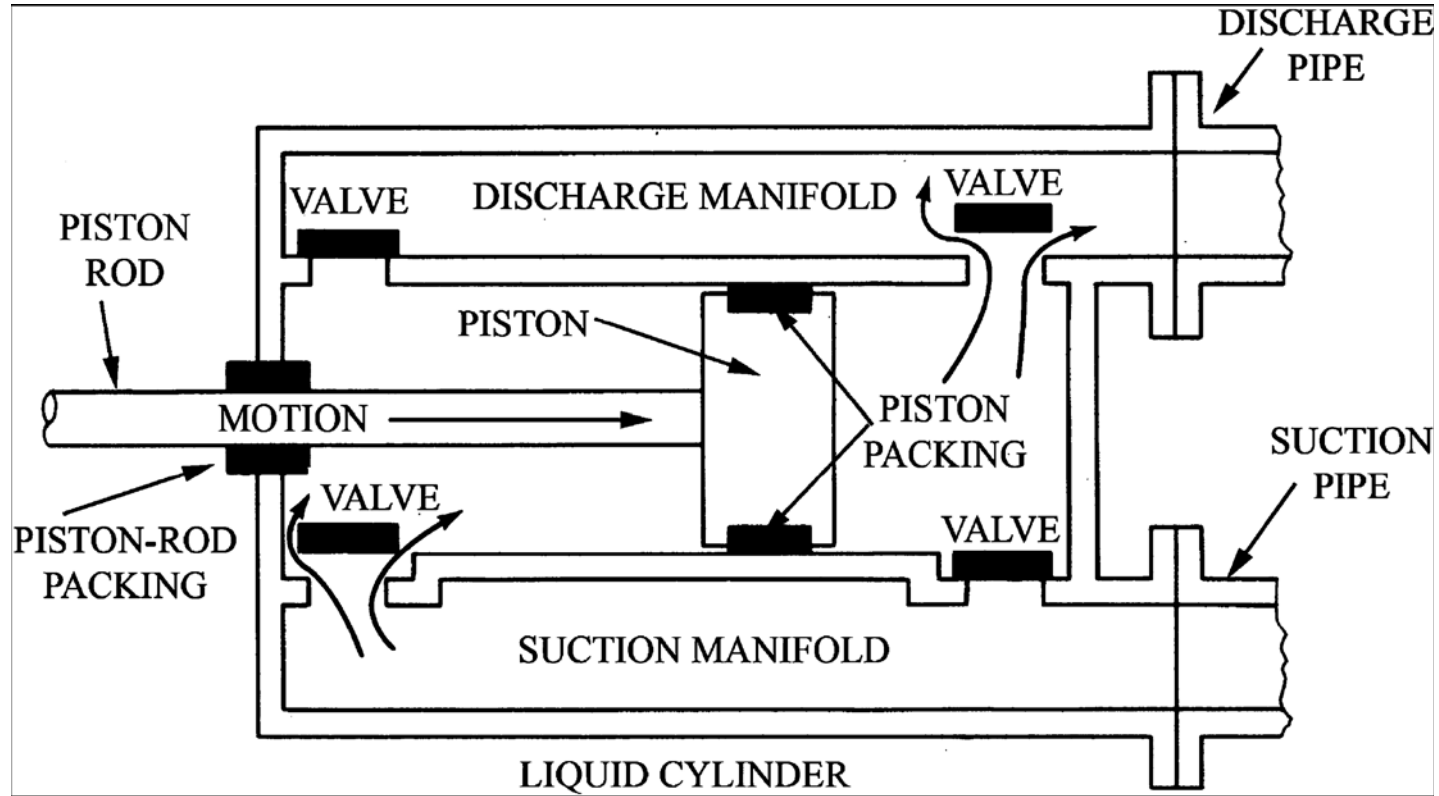 DISCHARGE
PIPE
VALVE
DISCHARGE MANIFOLD
VALVE
PISTON
ROD
PISTON
MOTION
PISTON
PACKING
SUCTION
PIPE
VALVE
VALVE
PISTON-ROD
PACKING
SUCTION MANIFOLD
LIQUID CYLINDER